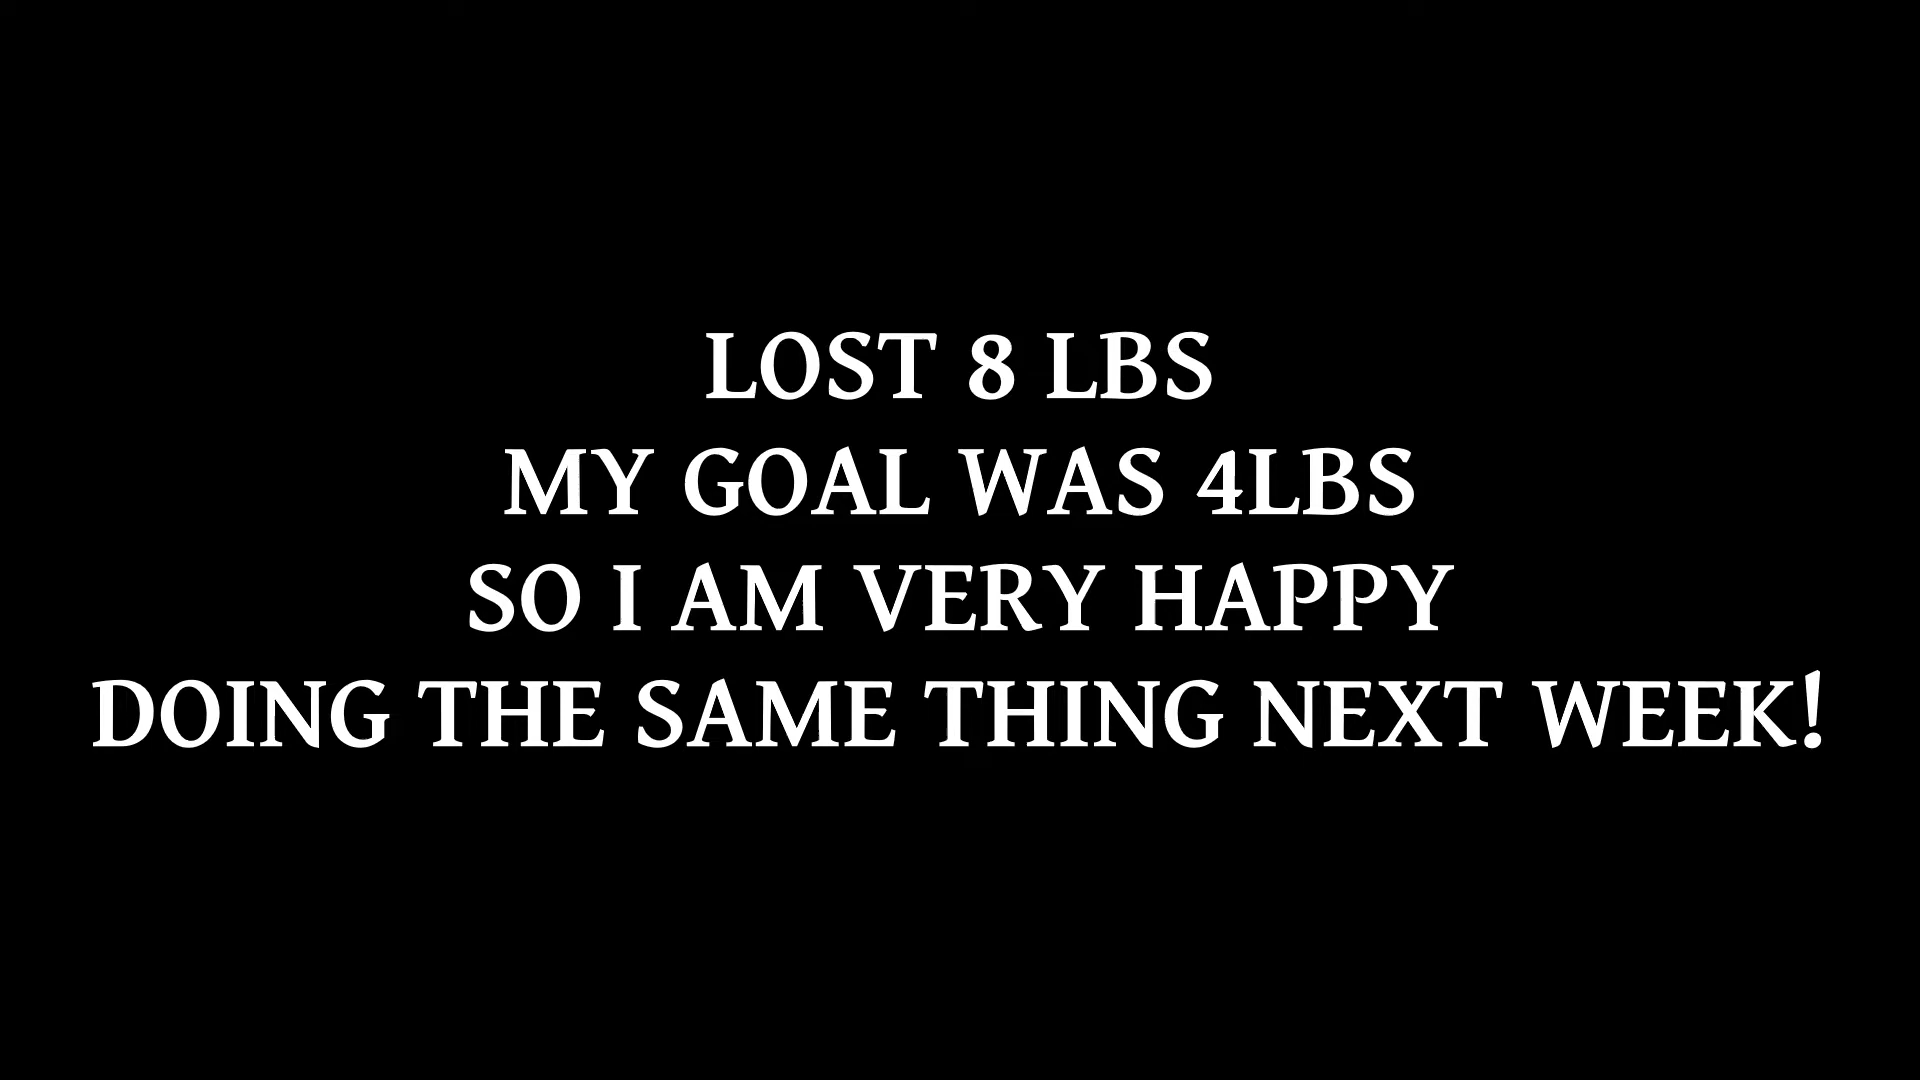 LOST 8 LBS
MY GOAL WAS 4LBS
SO I AM VERY HAPPY
DOING THE SAME THING NEXT WEEK!